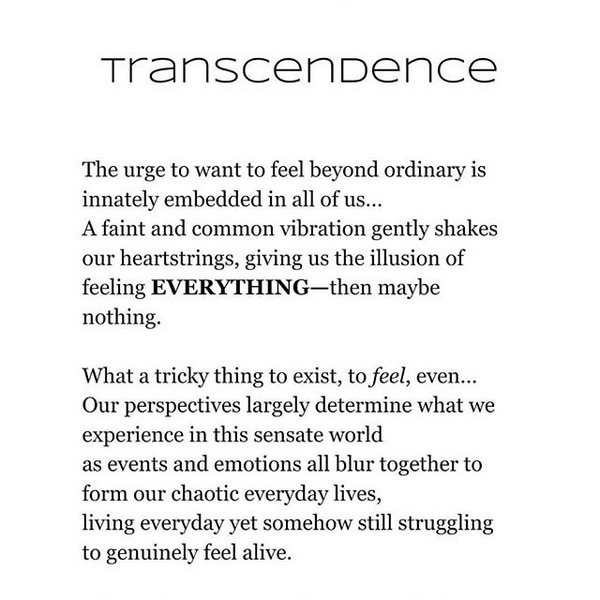 Transcendence
The urge to want to feel beyond ordinary is
innately embedded in all of us...
A faint and common vibration gently shakes
our heartstrings, giving us the illusion of
feeling EVERYTHING—then maybe
nothing.
What a tricky thing to exist, to feel, even...
Our perspectives largely determine what we
experience in this sensate world
as events and emotions all blur together to
form our chaotic everyday lives,
living everyday yet somehow still struggling
to genuinely feel alive.